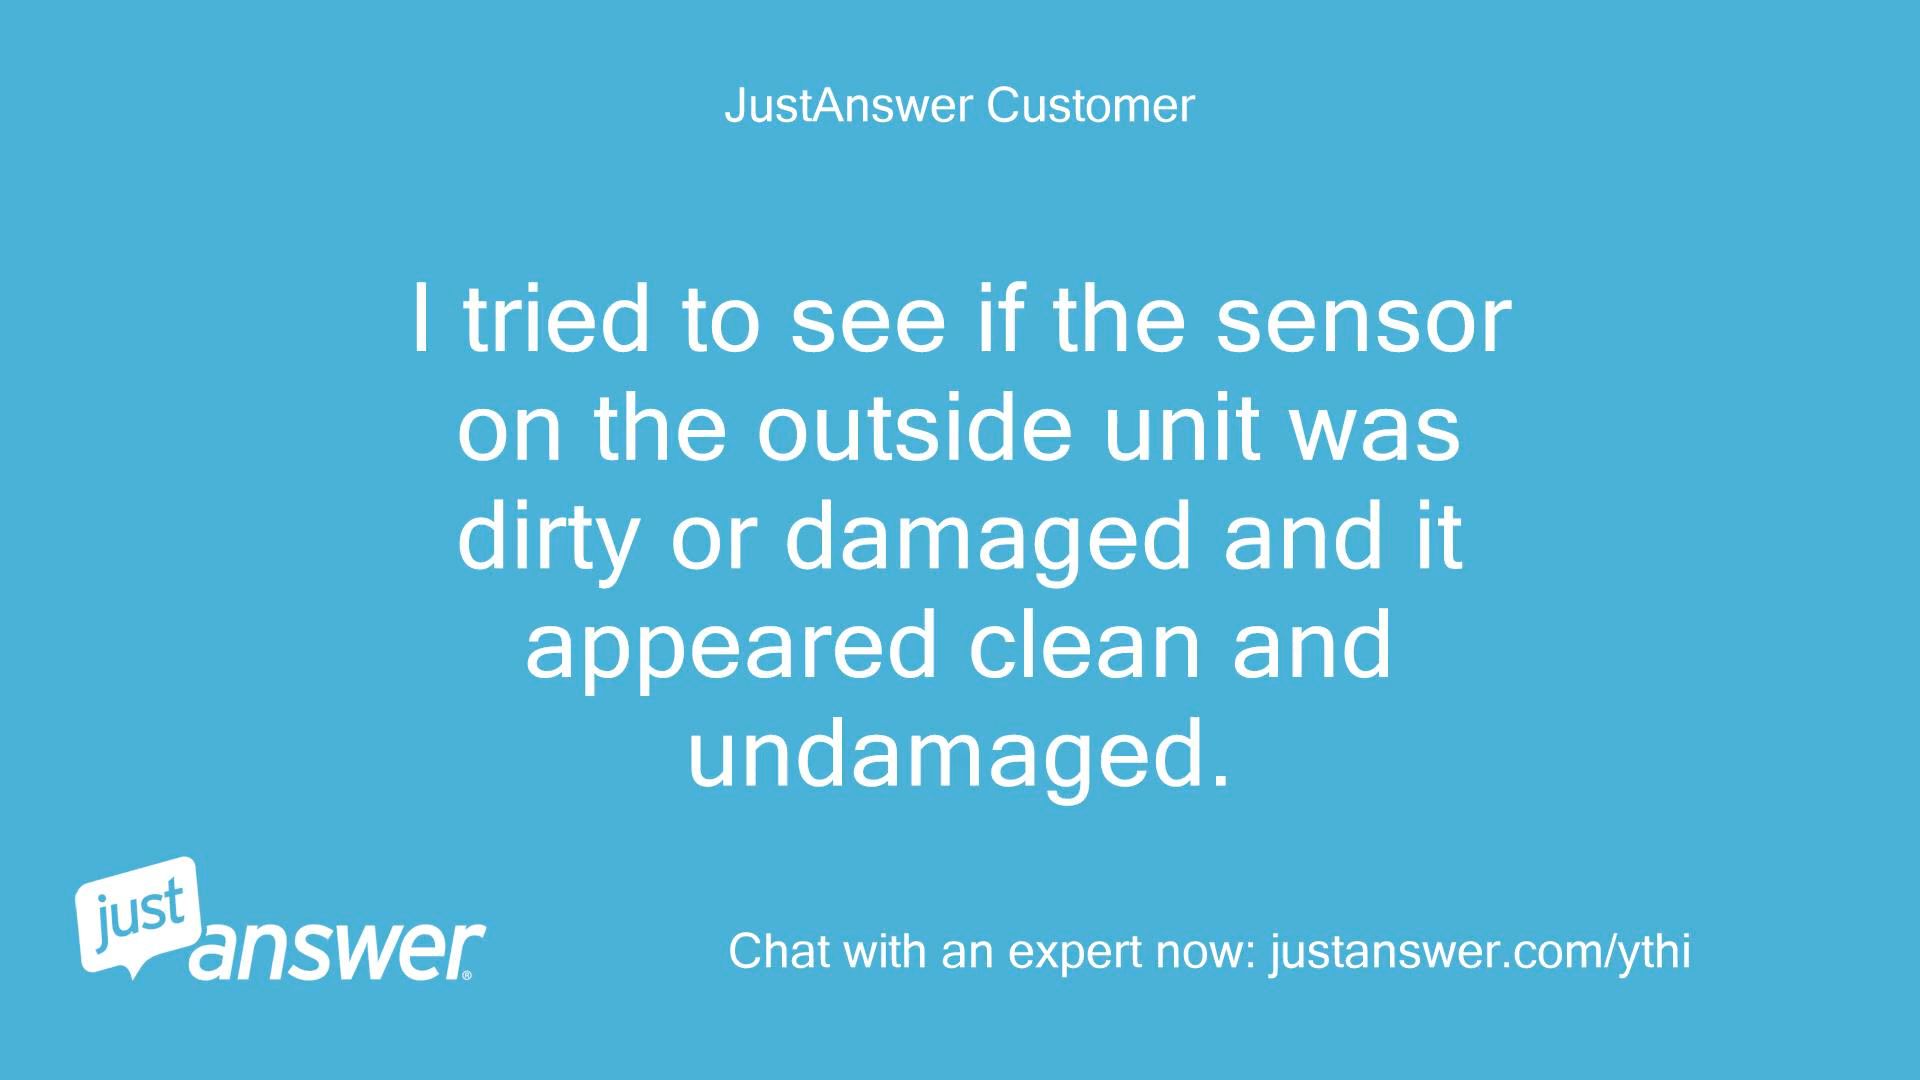 JustAnswer Customer
I tried to see if the sensor
on the outside unit was
dirty or damaged and it
appeared clean and
undamaged.
just
answer®
Chat with an expert now: justanswer.com/ythi